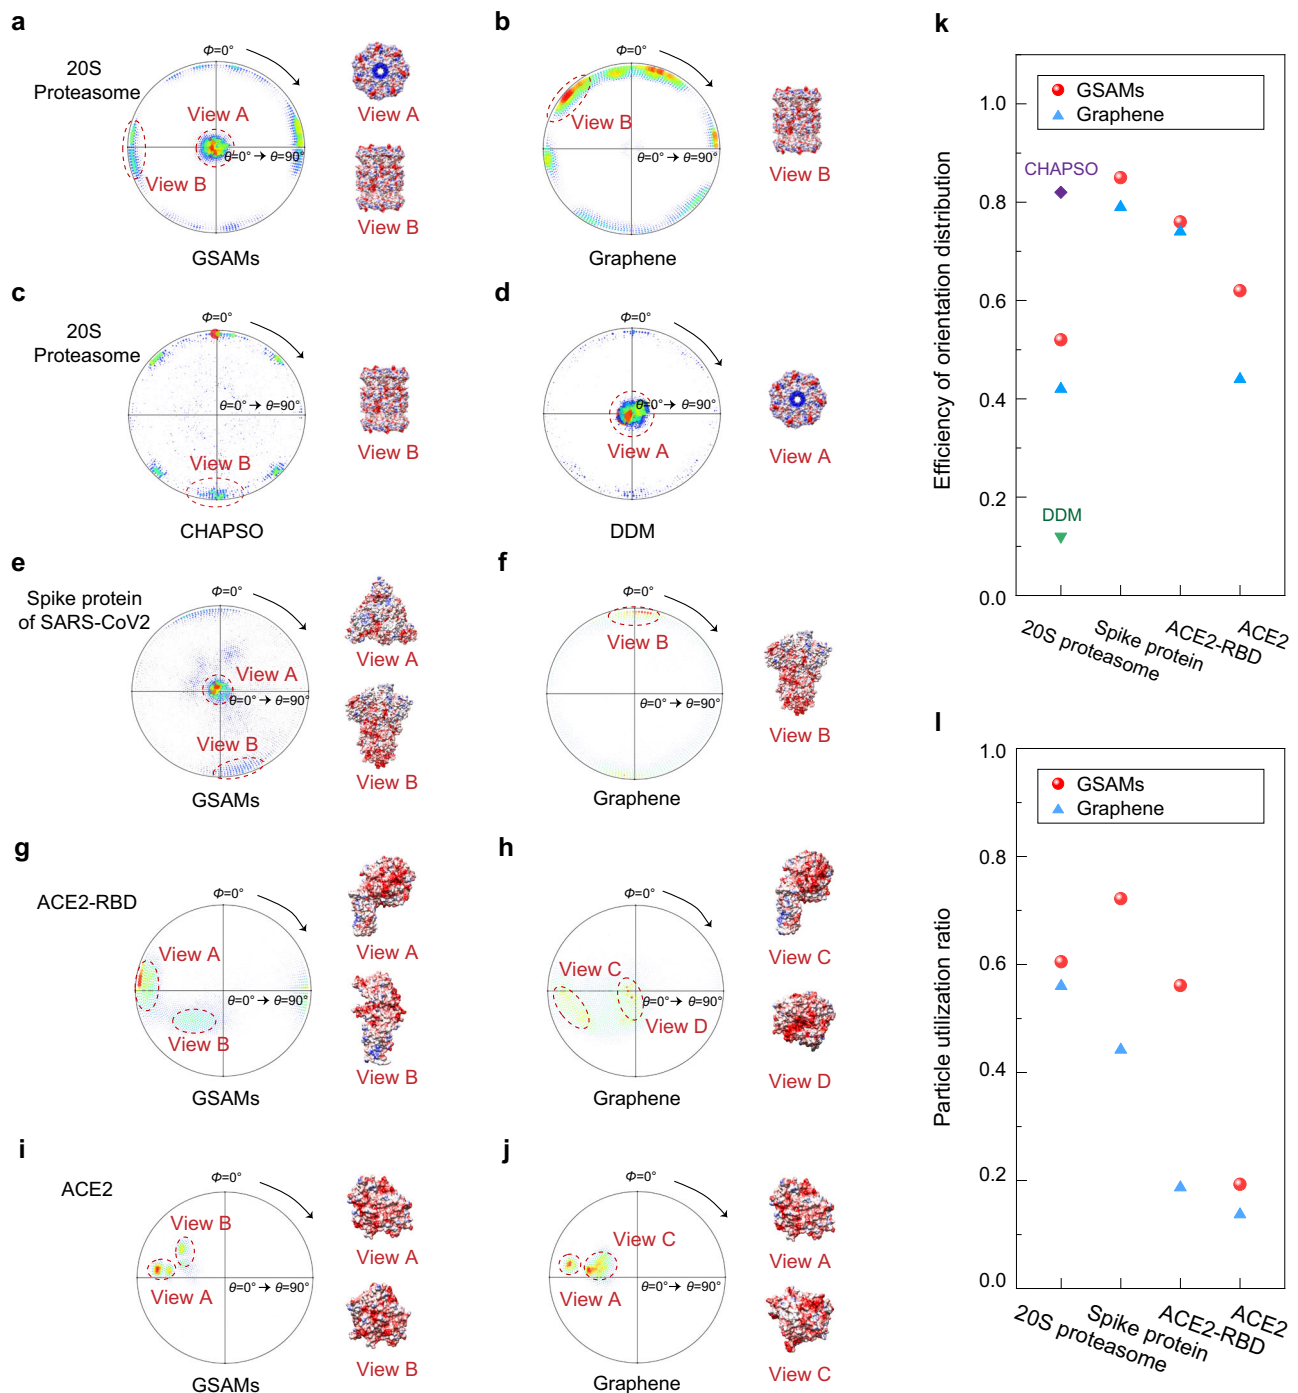 a
20S
Proteasome
Φ=0°
View A
θ=0° → θ=90°
View B
GSAMs
View A
View B
b
Φ=0°
View B
θ=0° → θ=90°
Graphene
View B
c
20S
Proteasome
Φ=0°
θ=0° → θ=90°
View B
CHAPSO
View B
d
Φ=0°
θ=0° → θ=90°
View A
DDM
View A
e
Spike protein
of SARS-CoV2
Φ=0°
View A
θ=0° → θ=90°
View B
GSAMs
View A
View B
f
Φ=0°
View B
θ=0° → θ=90°
Graphene
View B
g
ACE2-RBD
Φ=0°
View A
θ=0° → θ=90°
View B
GSAMs
View A
View B
h
Φ=0°
View C
θ=0° → θ=90°
View D
Graphene
View C
View D
i
ACE2
Φ=0°
View B
θ=0° → θ=90°
View A
GSAMs
View A
View B
j
Φ=0°
View C
θ=0° → θ=90°
View A
Graphene
View A
View C
k
Efficiency of orientation distribution
1.0
0.8
0.6
0.4
0.2
0.0
GSAMs
Graphene
CHAPSO
DDM
20S proteasome
Spike protein
ACE2-RBD
ACE2
l
Particle utilization ratio
1.0
0.8
0.6
0.4
0.2
0.0
GSAMs
Graphene
20S proteasome
Spike protein
ACE2-RBD
ACE2